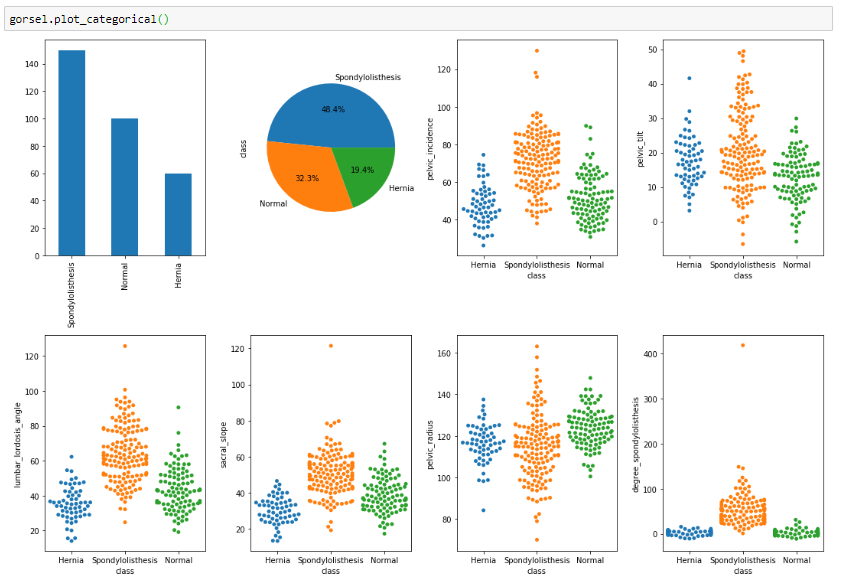 gorsel.plot_categorical()
140
120
100
80
60
40
20
0
Spondylolisthesis
Normal
Hernia
class
Spondylolisthesis
48.4%
32.3%
19.4%
Normal
Hernia
pelvic_incidence
120
100
80
60
40
Hernia Spondylolisthesis Normal
class
pelvic_tilt
50
40
30
20
10
0
Hernia Spondylolisthesis Normal
class
lumbar_lordosis_angle
120
100
80
60
40
20
Hernia Spondylolisthesis Normal
class
sacral_slope
120
100
80
60
40
20
Hernia Spondylolisthesis Normal
class
pelvic_radius
160
140
120
100
80
Hernia Spondylolisthesis Normal
class
degree_spondylolisthesis
400
300
200
100
0
Hernia Spondylolisthesis Normal
class